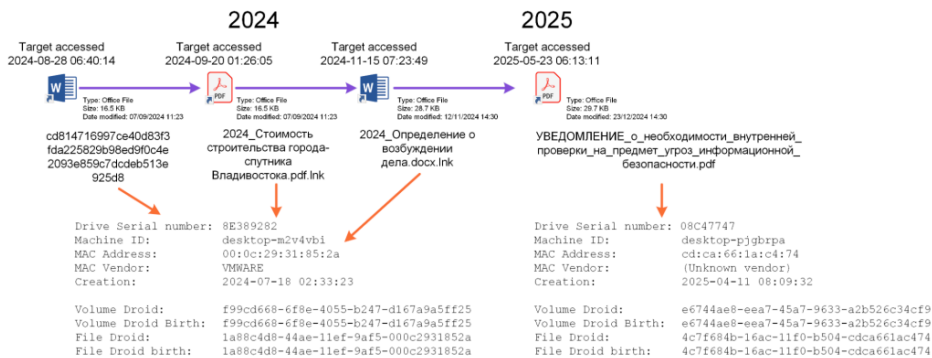 2024
2025
Target accessed
2024-08-28 06:40:14
Target accessed
2024-09-20 01:26:05
Target accessed
2024-11-15 07:23:49
Target accessed
2025-05-23 06:13:11
W
Type: Office File
Size: 16.5 KB
Date modified: 07/09/2024 11:23
PDF
Type: Office File
Size: 16.5 KB
Date modified: 07/09/2024 11:23
W
Type: Office File
Size: 28.7 KB
Date modified: 12/11/2024 14:30
PDF
Type: Office File
Size: 29.7 KB
Date modified: 23/12/2024 14:30
cd814716997ce40d83f3
fda225829b98ed9f0c4e
2093e859c7dcdeb513e
925d8
2024_Стоимость
строительства города-
спутника
Владивостока.pdf.lnk
2024_Определение о
возбуждении
дела.docx.lnk
УВЕДОМЛЕНИЕ_о_необходимости_внутренней_
проверки_на_предмет_угроз_информационной_
безопасности.pdf
Drive Serial number: 8E389282
Machine ID: desktop-m2v4vbi
MAC Address: 00:0c:29:31:85:2a
MAC Vendor: VMWARE
Creation: 2024-07-18 02:33:23
Volume Droid: f99cd668-6f8e-4055-b247-d167a9a5ff25
Volume Droid Birth: f99cd668-6f8e-4055-b247-d167a9a5ff25
File Droid: 1a88c4d8-44ae-11ef-9af5-000c2931852a
File Droid birth: 1a88c4d8-44ae-11ef-9af5-000c2931852a
Drive Serial number: 08C47747
Machine ID: desktop-pjgbrpa
MAC Address: cd:ca:66:1a:c4:74
MAC Vendor: (Unknown vendor)
Creation: 2025-04-11 08:09:32
Volume Droid: e6744ae8-eea7-45a7-9633-a2b526c34cf9
Volume Droid Birth: e6744ae8-eea7-45a7-9633-a2b526c34cf9
File Droid: 4c7f684b-16ac-11f0-b504-cdca661ac474
File Droid birth: 4c7f684b-16ac-11f0-b504-cdca661ac474